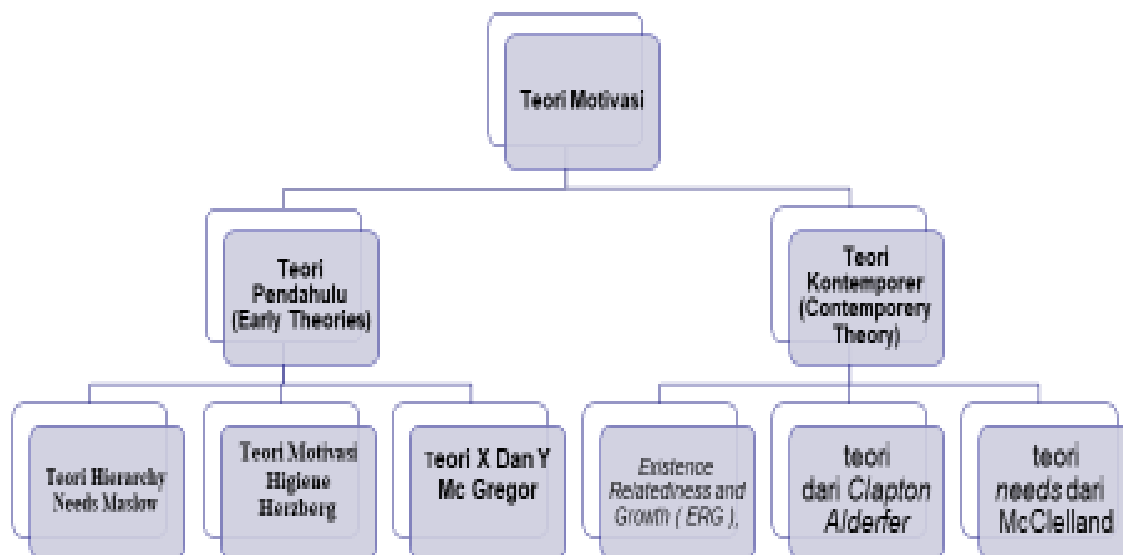 Teori Motivasi
Teori
Pendahulu
(Early Theories)
Teori
Kontemporer
(Contemporery
Theory)
Teori Hierarchy
Needs Maslow
Teori Motivasi
Higiene
Herzberg
Teori X Dan Y
Mc Gregor
Existence
Relatediness and
Growth ( ERG ),
teori
dari Clapton
Alderfer
teori
needs dari
McClelland